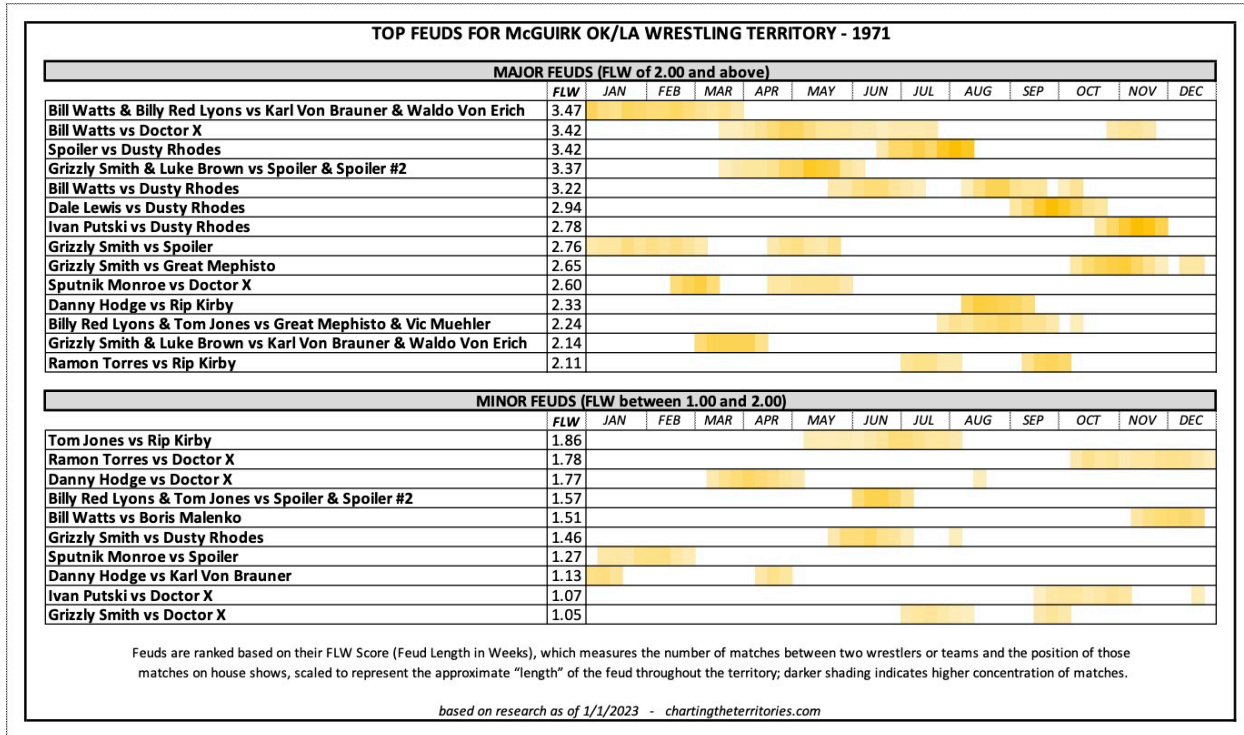 TOP FEUDS FOR McGUIRK OK/LA WRESTLING TERRITORY - 1971
MAJOR FEUDS (FLW of 2.00 and above)
FLW JAN FEB MAR APR MAY JUN JUL AUG SEP OCT NOV DEC
Bill Watts & Billy Red Lyons vs Karl Von Brauner & Waldo Von Erich 3.47
Bill Watts vs Doctor X 3.42
Spoiler vs Dusty Rhodes 3.42
Grizzly Smith & Luke Brown vs Spoiler & Spoiler #2 3.37
Bill Watts vs Dusty Rhodes 3.22
Dale Lewis vs Dusty Rhodes 2.94
Ivan Putski vs Dusty Rhodes 2.78
Grizzly Smith vs Spoiler 2.76
Grizzly Smith vs Great Mephisto 2.65
Sputnik Monroe vs Doctor X 2.60
Danny Hodge vs Rip Kirby 2.33
Billy Red Lyons & Tom Jones vs Great Mephisto & Vic Muehler 2.24
Grizzly Smith & Luke Brown vs Karl Von Brauner & Waldo Von Erich 2.14
Ramon Torres vs Rip Kirby 2.11
MINOR FEUDS (FLW between 1.00 and 2.00)
FLW JAN FEB MAR APR MAY JUN JUL AUG SEP OCT NOV DEC
Tom Jones vs Rip Kirby 1.86
Ramon Torres vs Doctor X 1.78
Danny Hodge vs Doctor X 1.77
Billy Red Lyons & Tom Jones vs Spoiler & Spoiler #2 1.57
Bill Watts vs Boris Malenko 1.51
Grizzly Smith vs Dusty Rhodes 1.46
Sputnik Monroe vs Spoiler 1.27
Danny Hodge vs Karl Von Brauner 1.13
Ivan Putski vs Doctor X 1.07
Grizzly Smith vs Doctor X 1.05
Feuds are ranked based on their FLW Score (Feud Length in Weeks), which measures the number of matches between two wrestlers or teams and the position of those
matches on house shows, scaled to represent the approximate “length” of the feud throughout the territory; darker shading indicates higher concentration of matches.
based on research as of 1/1/2023 - chartingtheterritories.com